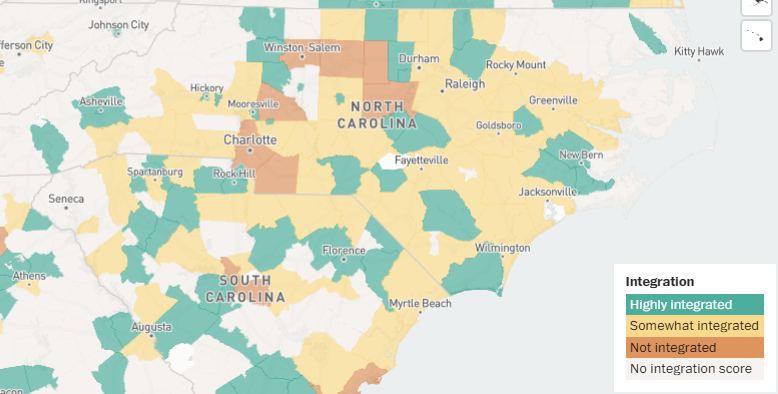 Kingsport
Johnson City
Jefferson City
Winston-Salem
Durham
Kitty Hawk
Rocky Mount
Raleigh
Hickory
Asheville
Mooresville
NORTH
CAROLINA
Greenville
Goldsboro
Charlotte
Fayetteville
New Bern
Spartanburg
Rock Hill
Seneca
Jacksonville
Florence
Wilmington
Athens
SOUTH
CAROLINA
Myrtle Beach
Augusta
Integration
Highly integrated
Somewhat integrated
Not integrated
No integration score